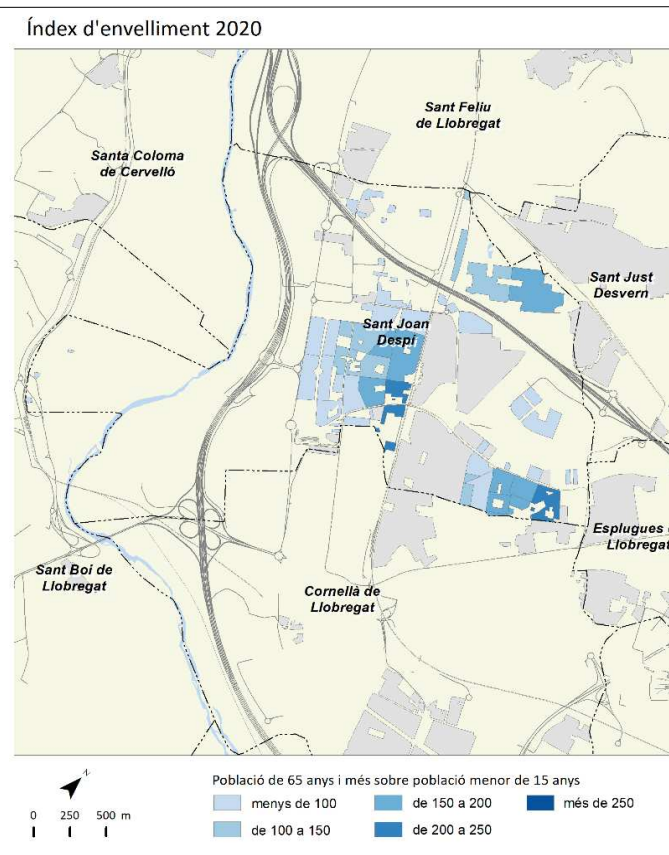 Índex d'envelliment 2020
Sant Feliu
de Llobregat
Santa Coloma
de Cervelló
Sant Just
Desvern
Sant Joan
Despí
Esplugues
Llobregat
Sant Boi de
Llobregat
Cornellà de
Llobregat
N
Població de 65 anys i més sobre població menor de 15 anys
0 250 500 m
menys de 100
de 150 a 200
més de 250
de 100 a 150
de 200 a 250